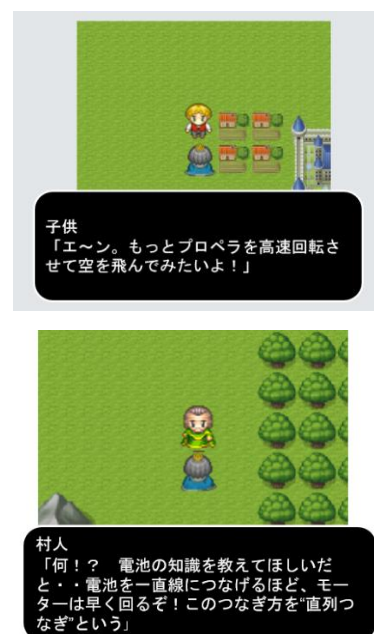 子供
「エ〜ン。もっとプロペラを高速回転さ
せて空を飛んでみたいよ！」
村人
「何！？　電池の知識を教えてほしいだ
と・・電池を一直線につなげるほど、モー
ターは早く回るぞ！このつなぎ方を“直列つ
なぎ”という」